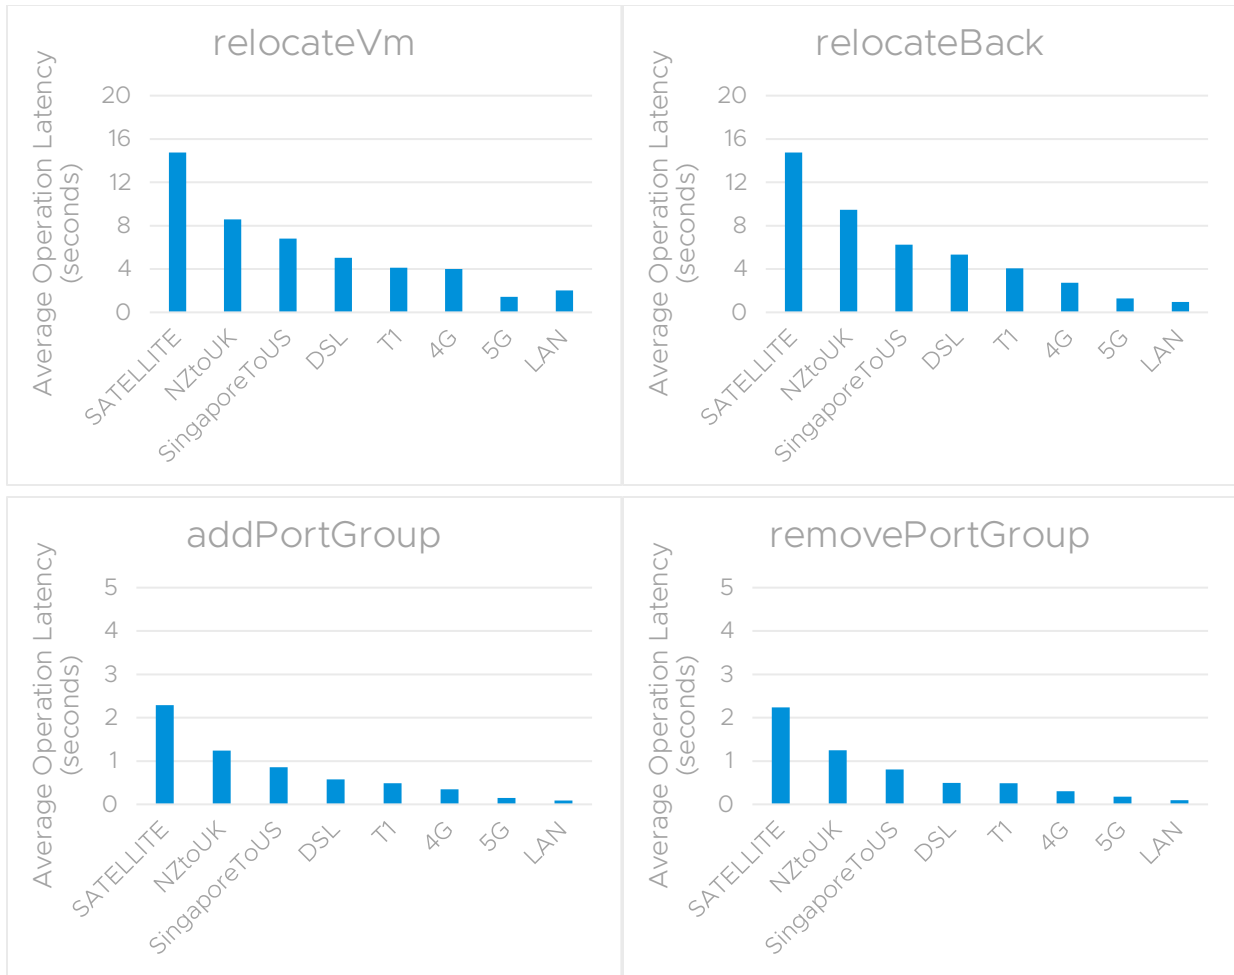 relocateVm
Average Operation Latency
(seconds)
20
16
12
8
4
0
SATELLITE
NZtoUK
SingaporeToUS
DSL
T1
4G
5G
LAN
relocateBack
Average Operation Latency
(seconds)
20
16
12
8
4
0
SATELLITE
NZtoUK
SingaporeToUS
DSL
T1
4G
5G
LAN
addPortGroup
Average Operation Latency
(seconds)
5
4
3
2
1
0
SATELLITE
NZtoUK
SingaporeToUS
DSL
T1
4G
5G
LAN
removePortGroup
Average Operation Latency
(seconds)
5
4
3
2
1
0
SATELLITE
NZtoUK
SingaporeToUS
DSL
T1
4G
5G
LAN